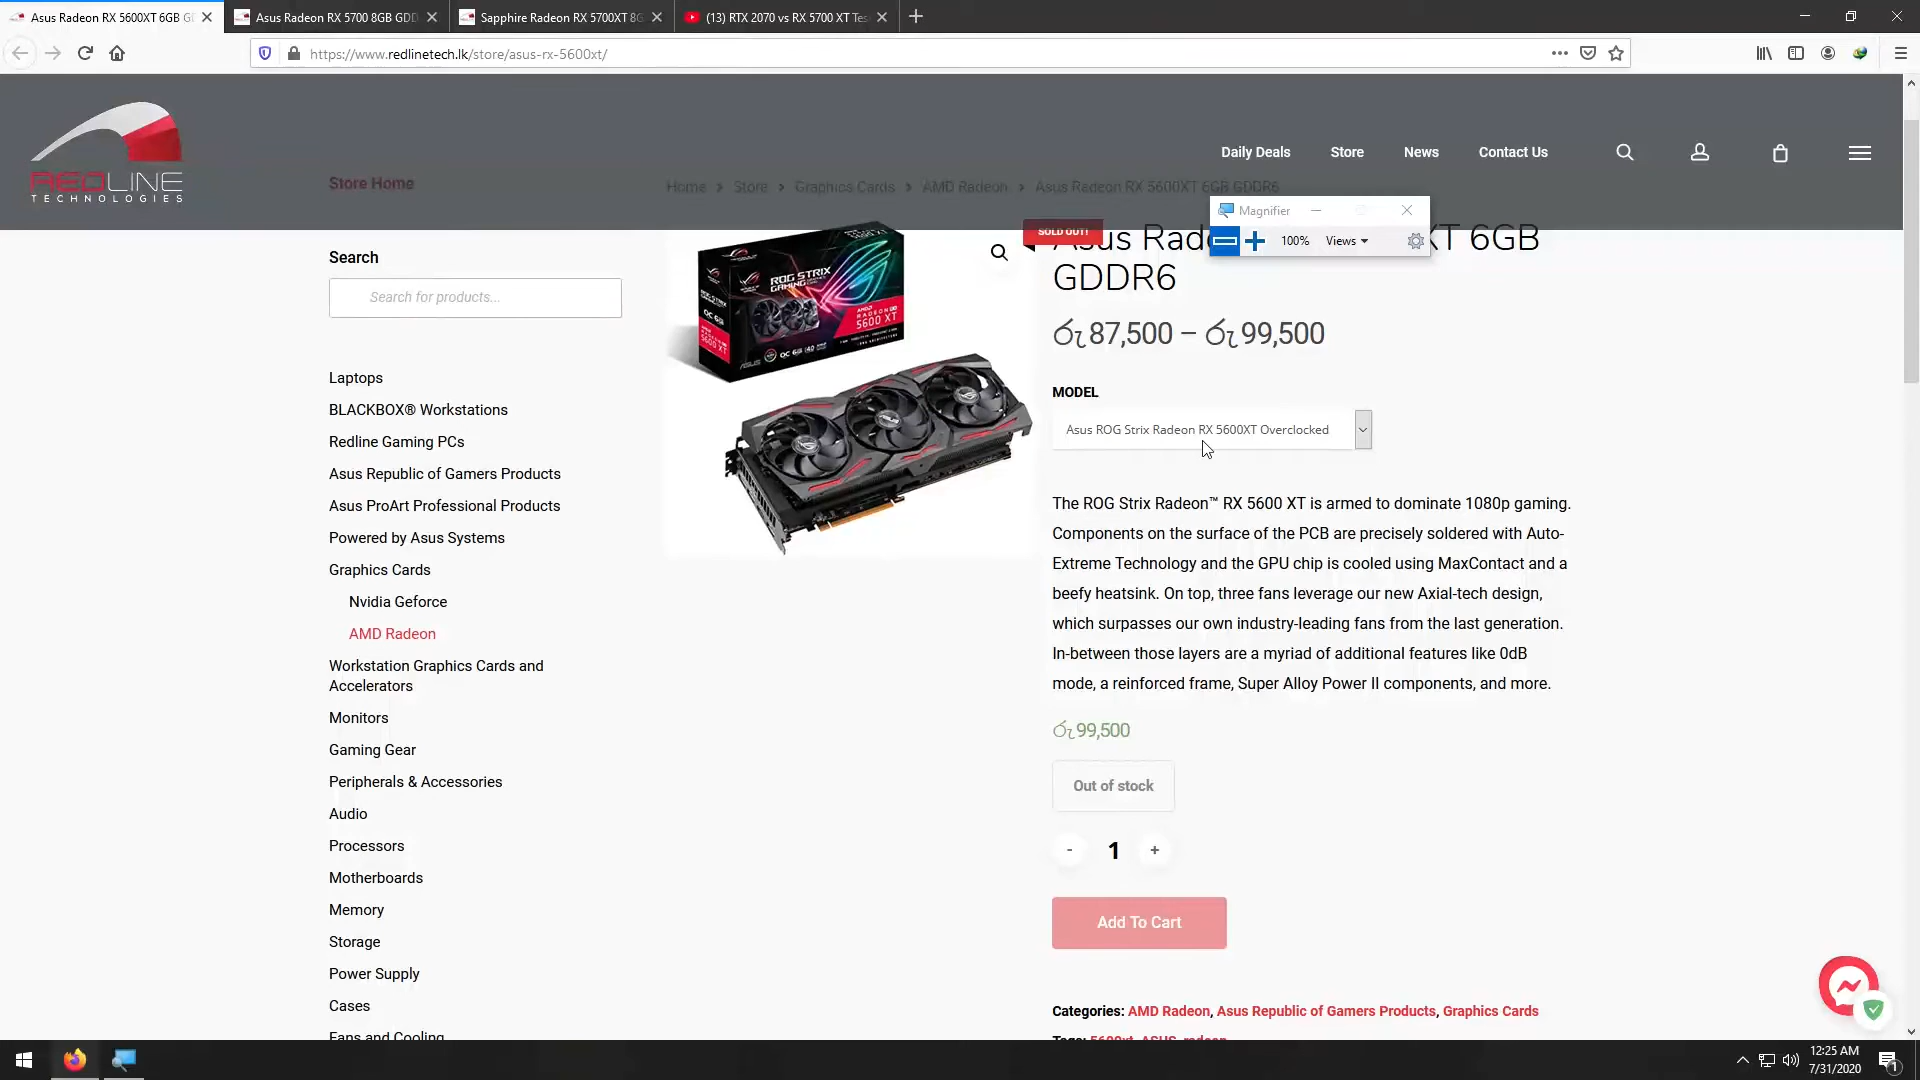 Asus Radeon RX 5600XT 6GB G
Asus Radeon RX 5700 8GB GDD
Sapphire Radeon RX 5700XT 8G
(13) RTX 2070 vs RX 5700 XT Tes
https://www.redlinetech.lk/store/asus-rx-5600xt/
REDLINE
TECHNOLOGIES
Daily Deals
Store
News
Contact Us
Store Home
Home > Store > Graphics Cards > AMD Radeon > Asus Radeon RX 5600XT 6GB GDDR6
Magnifier
100%
Views
SOLD OUT!
Asus Rad
XT 6GB
GDDR6
Search
Search for products...
Laptops
BLACKBOX® Workstations
Redline Gaming PCs
Asus Republic of Gamers Products
Asus ProArt Professional Products
Powered by Asus Systems
Graphics Cards
Nvidia Geforce
AMD Radeon
Workstation Graphics Cards and
Accelerators
Monitors
Gaming Gear
Peripherals & Accessories
Audio
Processors
Motherboards
Memory
Storage
Power Supply
Cases
Fans and Cooling
ROG STRIX
RADEON
5600 XT
5600 XT
OC 6G
රු 87,500 – රු 99,500
MODEL
Asus ROG Strix Radeon RX 5600XT Overclocked
The ROG Strix Radeon™ RX 5600 XT is armed to dominate 1080p gaming.
Components on the surface of the PCB are precisely soldered with Auto-
Extreme Technology and the GPU chip is cooled using MaxContact and a
beefy heatsink. On top, three fans leverage our new Axial-tech design,
which surpasses our own industry-leading fans from the last generation.
In-between those layers are a myriad of additional features like 0dB
mode, a reinforced frame, Super Alloy Power II components, and more.
රු 99,500
Out of stock
- 1 +
Add To Cart
Categories: AMD Radeon, Asus Republic of Gamers Products, Graphics Cards
Tags: 5600xt, ASUS, radeon
12:25 AM
7/31/2020
1